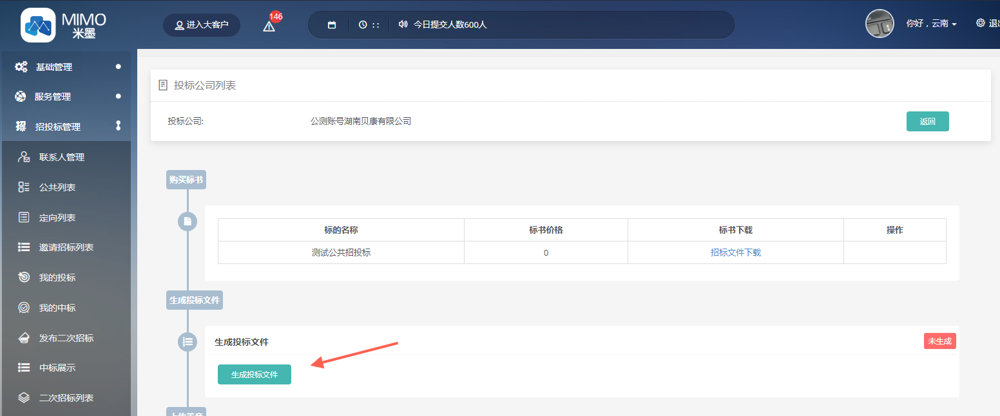 MIMO
米墨
进入大客户
146
: :
今日提交人数600人
你好，云南
基础管理
服务管理
招投标管理
联系人管理
公共列表
定向列表
邀请招标列表
我的投标
我的中标
发布二次招标
中标展示
二次招标列表
投标公司列表
投标公司:
公测账号湖南贝康有限公司
返回
购买标书
标的名称 标书价格 标书下载 操作
测试公共招投标 0 招标文件下载
生成投标文件
生成投标文件
未生成
生成投标文件